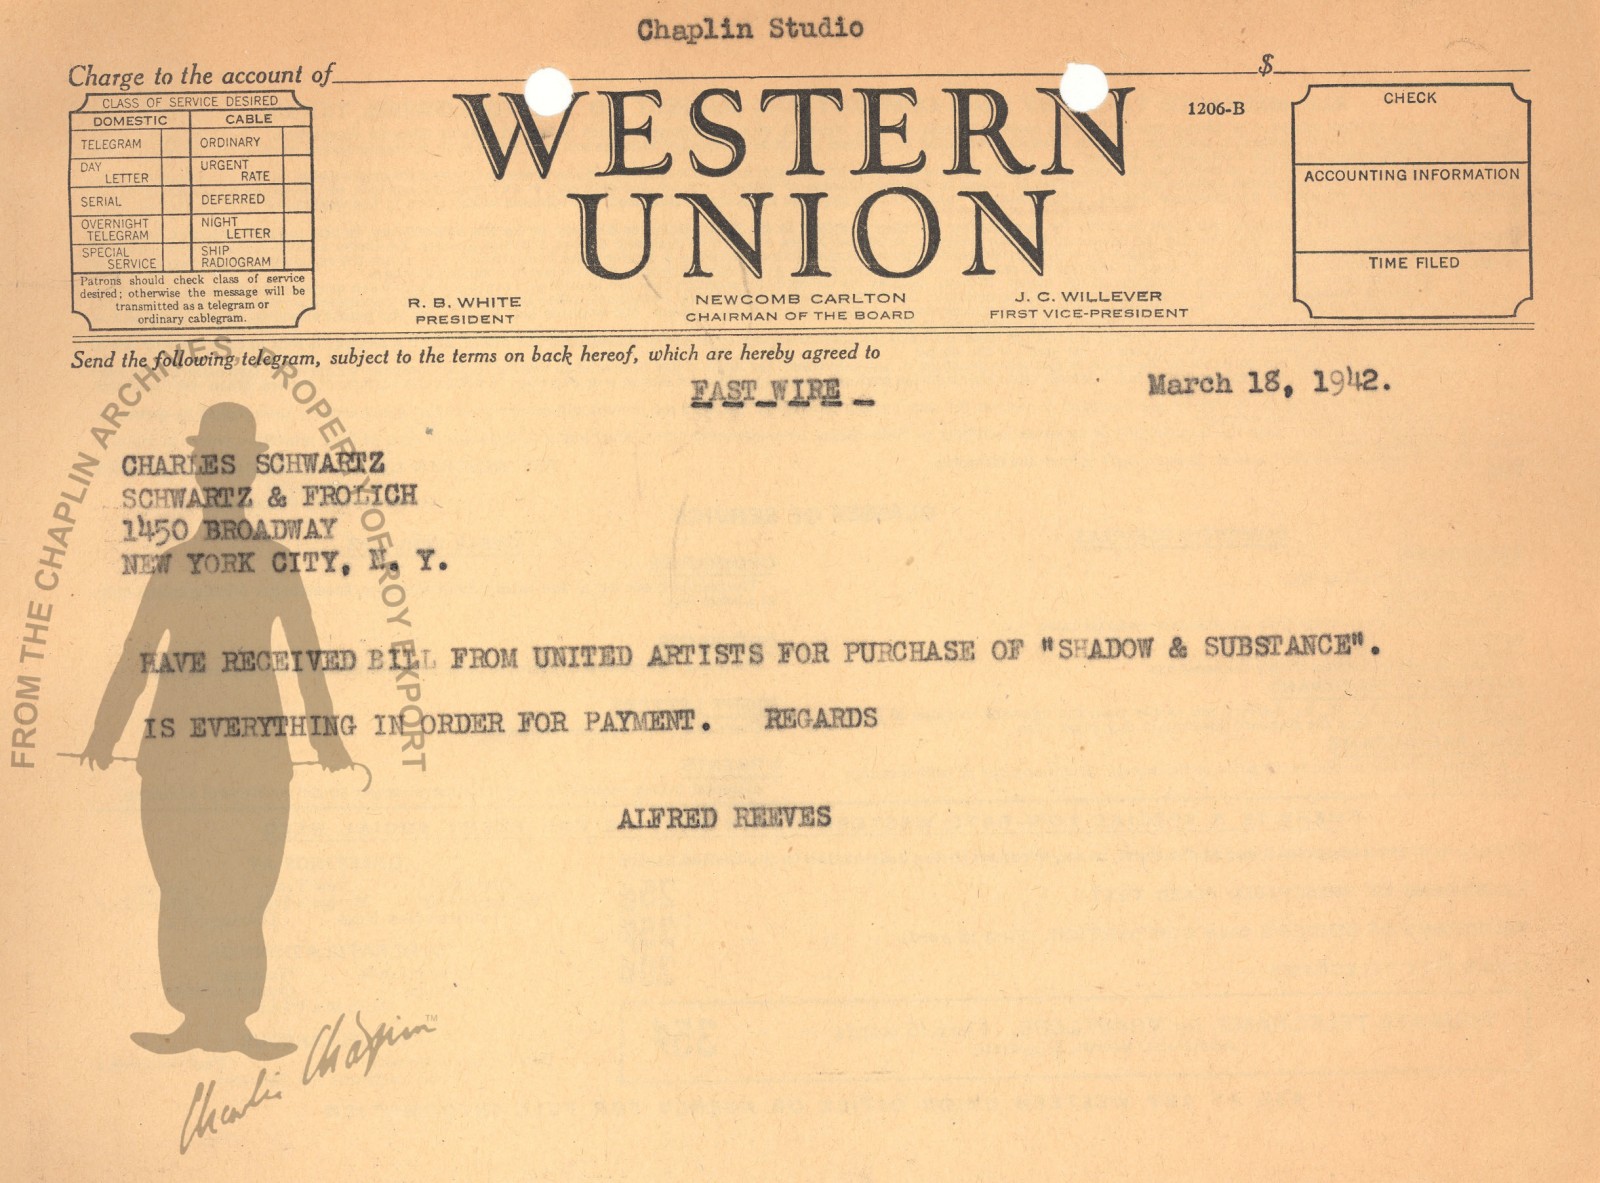 Chaplin Studio
Charge to the account of $
CLASS OF SERVICE DESIRED
DOMESTIC CABLE
TELEGRAM ORDINARY
DAY LETTER URGENT RATE
SERIAL DEFERRED
OVERNIGHT TELEGRAM NIGHT LETTER
SPECIAL SERVICE SHIP RADIOGRAM
Patrons should check class of service
desired; otherwise the message will be
transmitted as a telegram or
ordinary cablegram.
WESTERN
UNION
1206-B
CHECK
ACCOUNTING INFORMATION
TIME FILED
R. B. WHITE
PRESIDENT
NEWCOMB CARLTON
CHAIRMAN OF THE BOARD
J. C. WILLEVER
FIRST VICE-PRESIDENT
Send the following telegram, subject to the terms on back hereof, which are hereby agreed to
FAST WIRE
March 18, 1942.
CHARLES SCHWARTZ
SCHWARTZ & FROLICH
1450 BROADWAY
NEW YORK CITY, N. Y.
HAVE RECEIVED BILL FROM UNITED ARTISTS FOR PURCHASE OF "SHADOW & SUBSTANCE".
IS EVERYTHING IN ORDER FOR PAYMENT. REGARDS
ALFRED REEVES
FROM THE CHAPLIN ARCHIVES, PROPERTY OF ROY EXPORT
Charlie Chaplin™